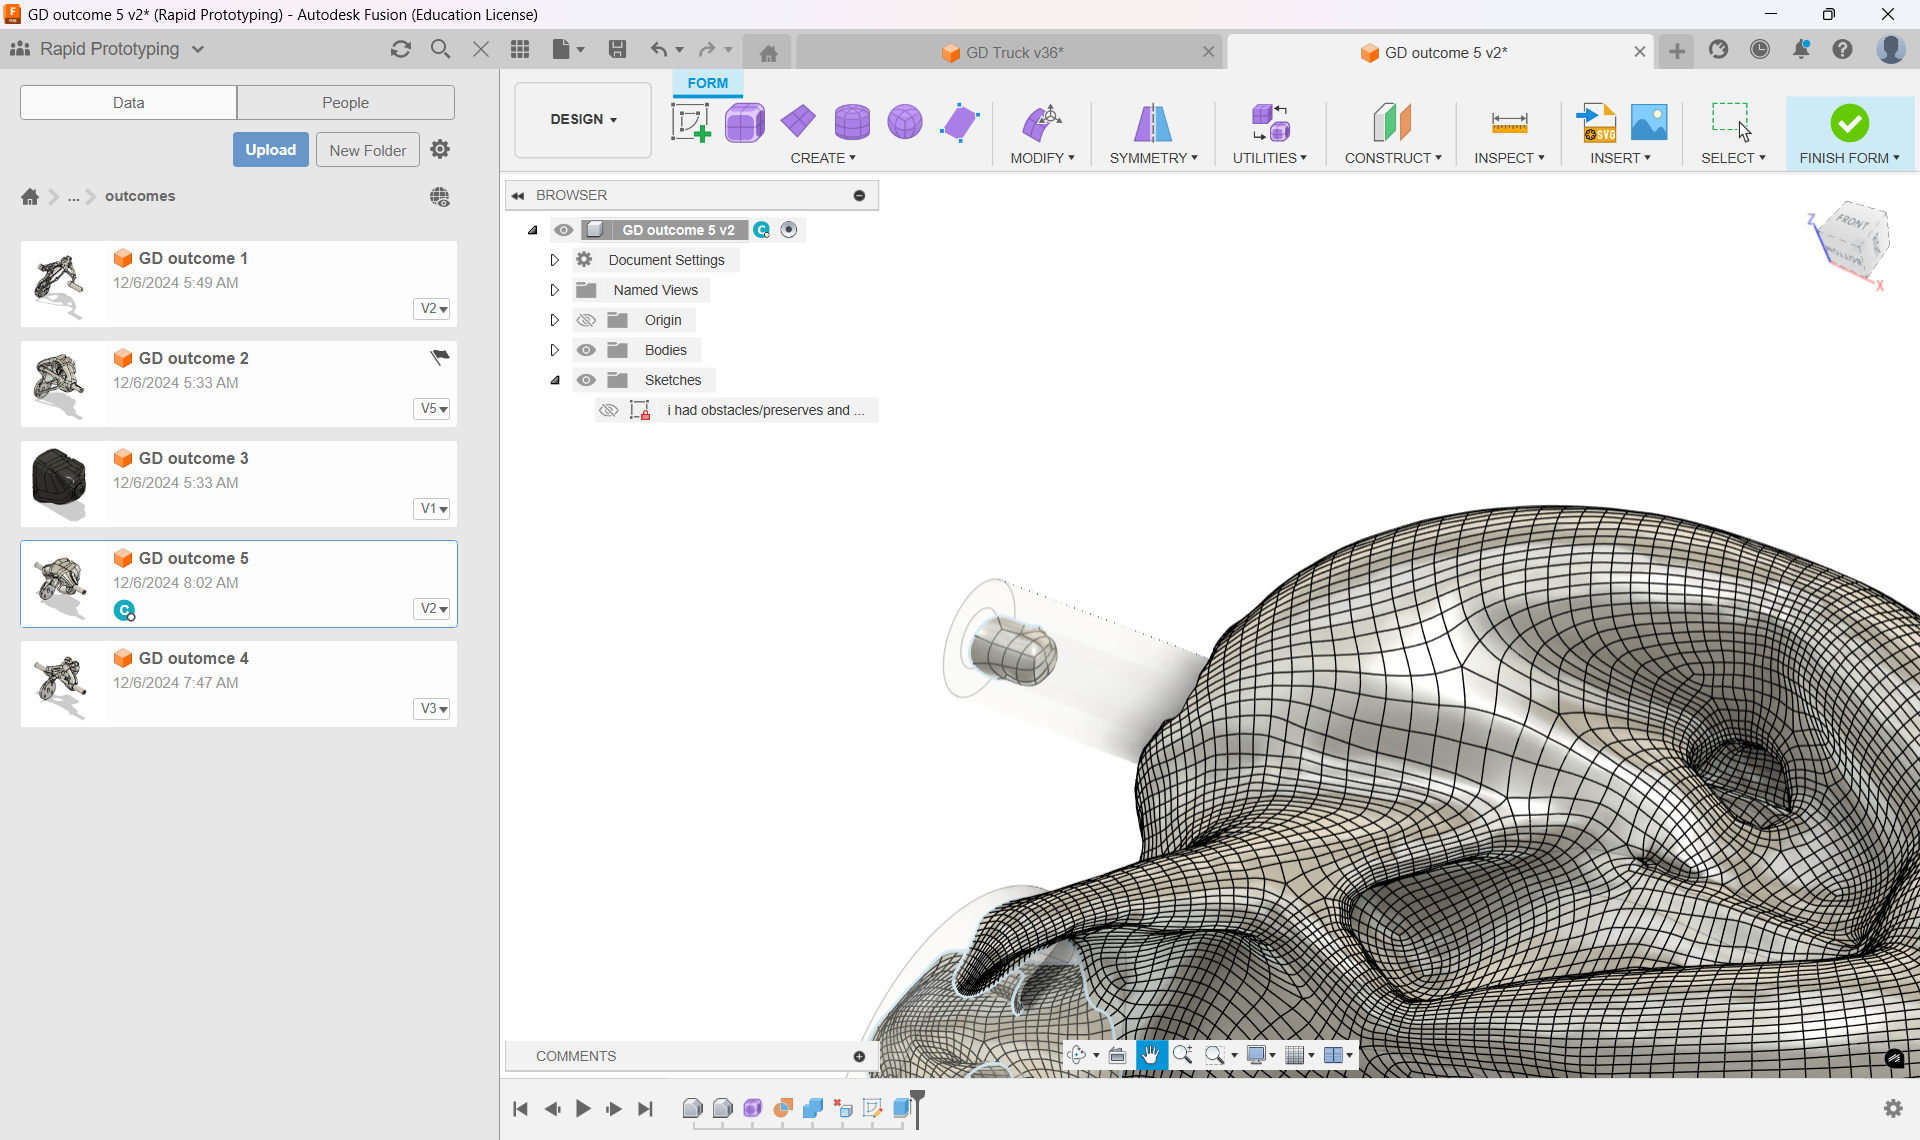 GD outcome 5 v2* (Rapid Prototyping) - Autodesk Fusion (Education License)
Rapid Prototyping
GD Truck v36*
GD outcome 5 v2*
Data
People
Upload
New Folder
... outcomes
GD outcome 1
12/6/2024 5:49 AM
V2
GD outcome 2
12/6/2024 5:33 AM
V5
GD outcome 3
12/6/2024 5:33 AM
V1
GD outcome 5
12/6/2024 8:02 AM
C
V2
GD outomce 4
12/6/2024 7:47 AM
V3
FORM
DESIGN
CREATE
MODIFY
SYMMETRY
UTILITIES
CONSTRUCT
INSPECT
SVG
INSERT
SELECT
FINISH FORM
BROWSER
GD outcome 5 v2
C
Document Settings
Named Views
Origin
Bodies
Sketches
i had obstacles/preserves and ...
FRONT
BOTTOM
Z
X
COMMENTS